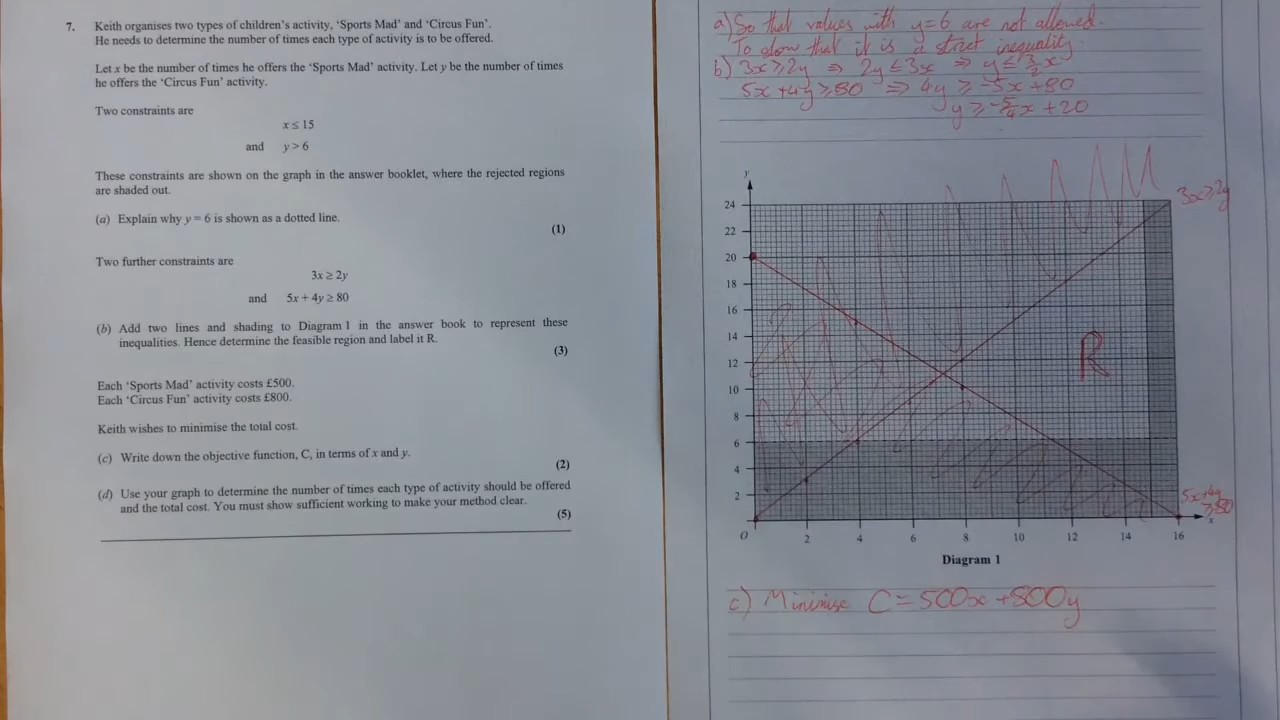 7. Keith organises two types of children's activity, 'Sports Mad' and 'Circus Fun'.
He needs to determine the number of times each type of activity is to be offered.
Let x be the number of times he offers the 'Sports Mad' activity. Let y be the number of times
he offers the 'Circus Fun' activity.
Two constraints are
x ≤ 15
and y > 6
These constraints are shown on the graph in the answer booklet, where the rejected regions
are shaded out.
(a) Explain why y = 6 is shown as a dotted line.
(1)
Two further constraints are
3x ≥ 2y
and 5x + 4y ≥ 80
(b) Add two lines and shading to Diagram 1 in the answer book to represent these
inequalities. Hence determine the feasible region and label it R.
(3)
Each 'Sports Mad' activity costs £500.
Each 'Circus Fun' activity costs £800.
Keith wishes to minimise the total cost.
(c) Write down the objective function, C, in terms of x and y.
(2)
(d) Use your graph to determine the number of times each type of activity should be offered
and the total cost. You must show sufficient working to make your method clear.
(5)
a) So that values with y=6 are not allowed.
To show that it is a strict inequality.
b) 3x ≥ 2y ⇒ 2y ≤ 3x ⇒ y ≤ 3/2 x
5x + 4y ≥ 80 ⇒ 4y ≥ -5x + 80
y ≥ -5/4 x + 20
y
24
22
20
18
16
14
12
10
8
6
4
2
O 2 4 6 8 10 12 14 16 x
3x ≥ 2y
R
5x+4y
≥80
Diagram 1
c) Minimise C = 500x + 800y